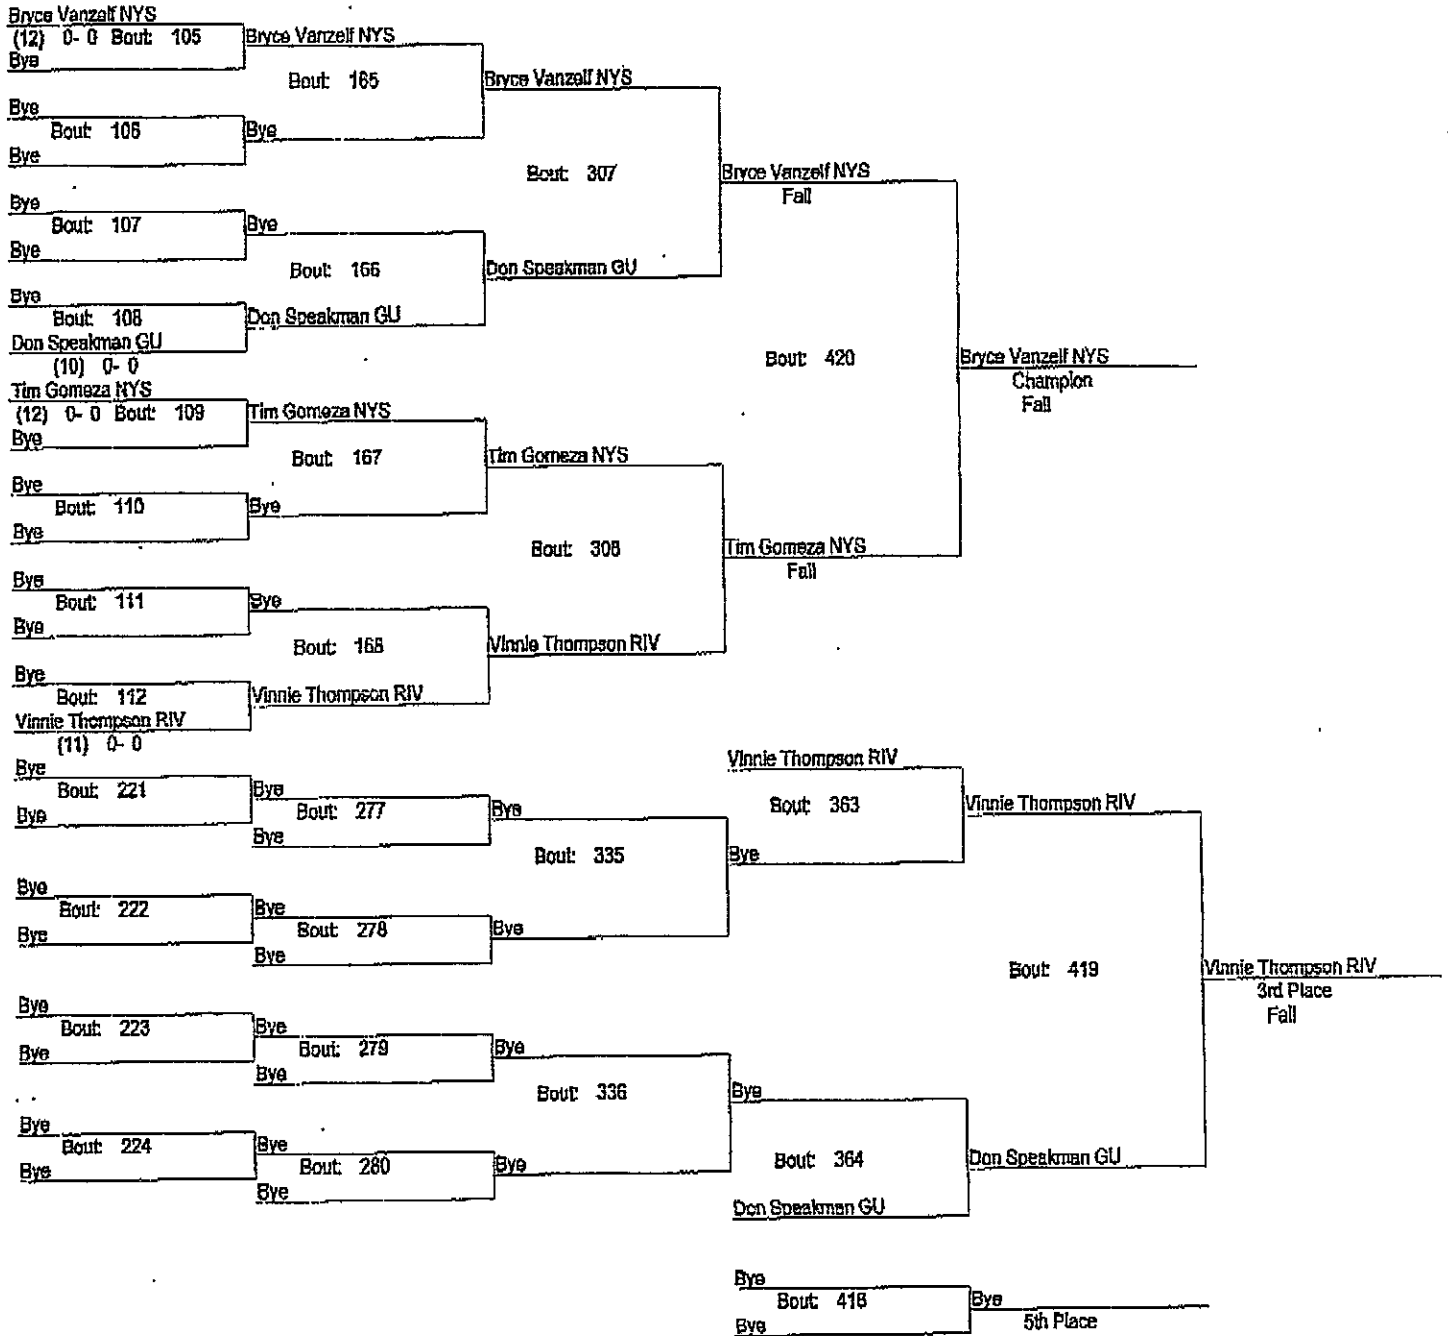 Bryce Vanzelf NYS
(12) 0- 0 Bout: 105
Bye
Bryce Vanzelf NYS
Bout: 165
Bye
Bout: 106
Bye
Bye
Bryce Vanzelf NYS
Bout: 307
Bye
Bout: 107
Bye
Bye
Bout: 166
Bye
Bout: 108
Don Speakman GU
(10) 0- 0
Don Speakman GU
Don Speakman GU
Bryce Vanzelf NYS
Fall
Bout: 420
Tim Gomeza NYS
(12) 0- 0 Bout: 109
Bye
Tim Gomeza NYS
Bout: 167
Bye
Bout: 110
Bye
Bye
Tim Gomeza NYS
Bout: 308
Bye
Bout: 111
Bye
Bye
Bout: 168
Bye
Bout: 112
Vinnie Thompson RIV
(11) 0- 0
Vinnie Thompson RIV
Vinnie Thompson RIV
Tim Gomeza NYS
Fall
Bryce Vanzelf NYS
Champion
Fall
Bye
Bout: 221
Bye
Bye
Bout: 277
Bye
Bye
Bout: 335
Bye
Bout: 222
Bye
Bye
Bout: 278
Bye
Bye
Vinnie Thompson RIV
Bout: 363
Bye
Vinnie Thompson RIV
Bout: 419
Bye
Bout: 223
Bye
Bye
Bout: 279
Bye
Bye
Bout: 336
Bye
Bout: 224
Bye
Bye
Bout: 280
Bye
Bye
Bye
Bout: 364
Don Speakman GU
Don Speakman GU
Vinnie Thompson RIV
3rd Place
Fall
Bye
Bout: 418
Bye
Bye
5th Place